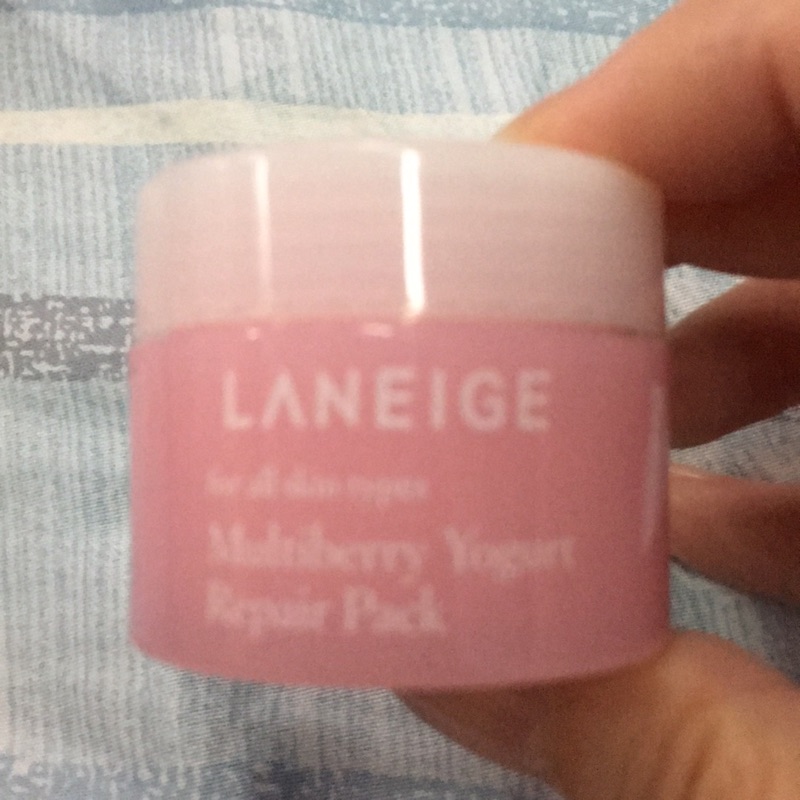 LANEIGE
for all skin types
Multiberry Yogurt
Repair Pack